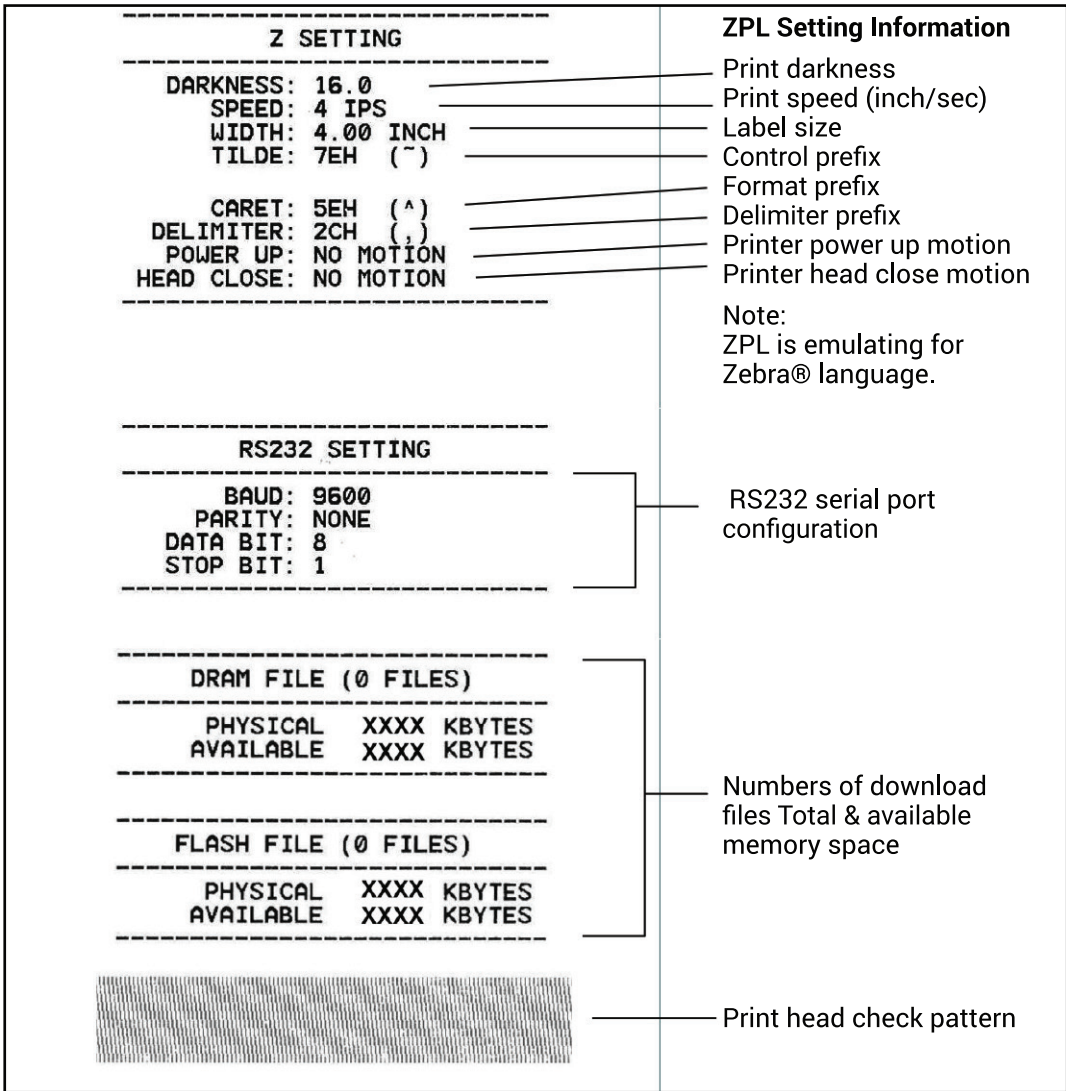 Z SETTING
DARKNESS: 16.0
SPEED: 4 IPS
WIDTH: 4.00 INCH
TILDE: 7EH (~)
CARET: 5EH (^)
DELIMITER: 2CH (,)
POWER UP: NO MOTION
HEAD CLOSE: NO MOTION
ZPL Setting Information
Print darkness
Print speed (inch/sec)
Label size
Control prefix
Format prefix
Delimiter prefix
Printer power up motion
Printer head close motion
Note:
ZPL is emulating for
Zebra® language.
RS232 SETTING
BAUD: 9600
PARITY: NONE
DATA BIT: 8
STOP BIT: 1
RS232 serial port
configuration
DRAM FILE (0 FILES)
PHYSICAL XXXX KBYTES
AVAILABLE XXXX KBYTES
FLASH FILE (0 FILES)
PHYSICAL XXXX KBYTES
AVAILABLE XXXX KBYTES
Numbers of download
files Total & available
memory space
Print head check pattern